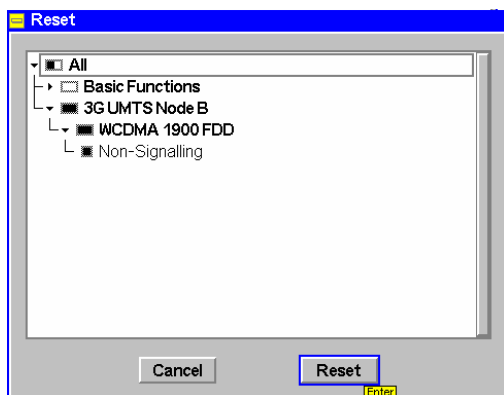 Reset
All
Basic Functions
3G UMTS Node B
WCDMA 1900 FDD
Non-Signalling
Cancel
Reset
Enter